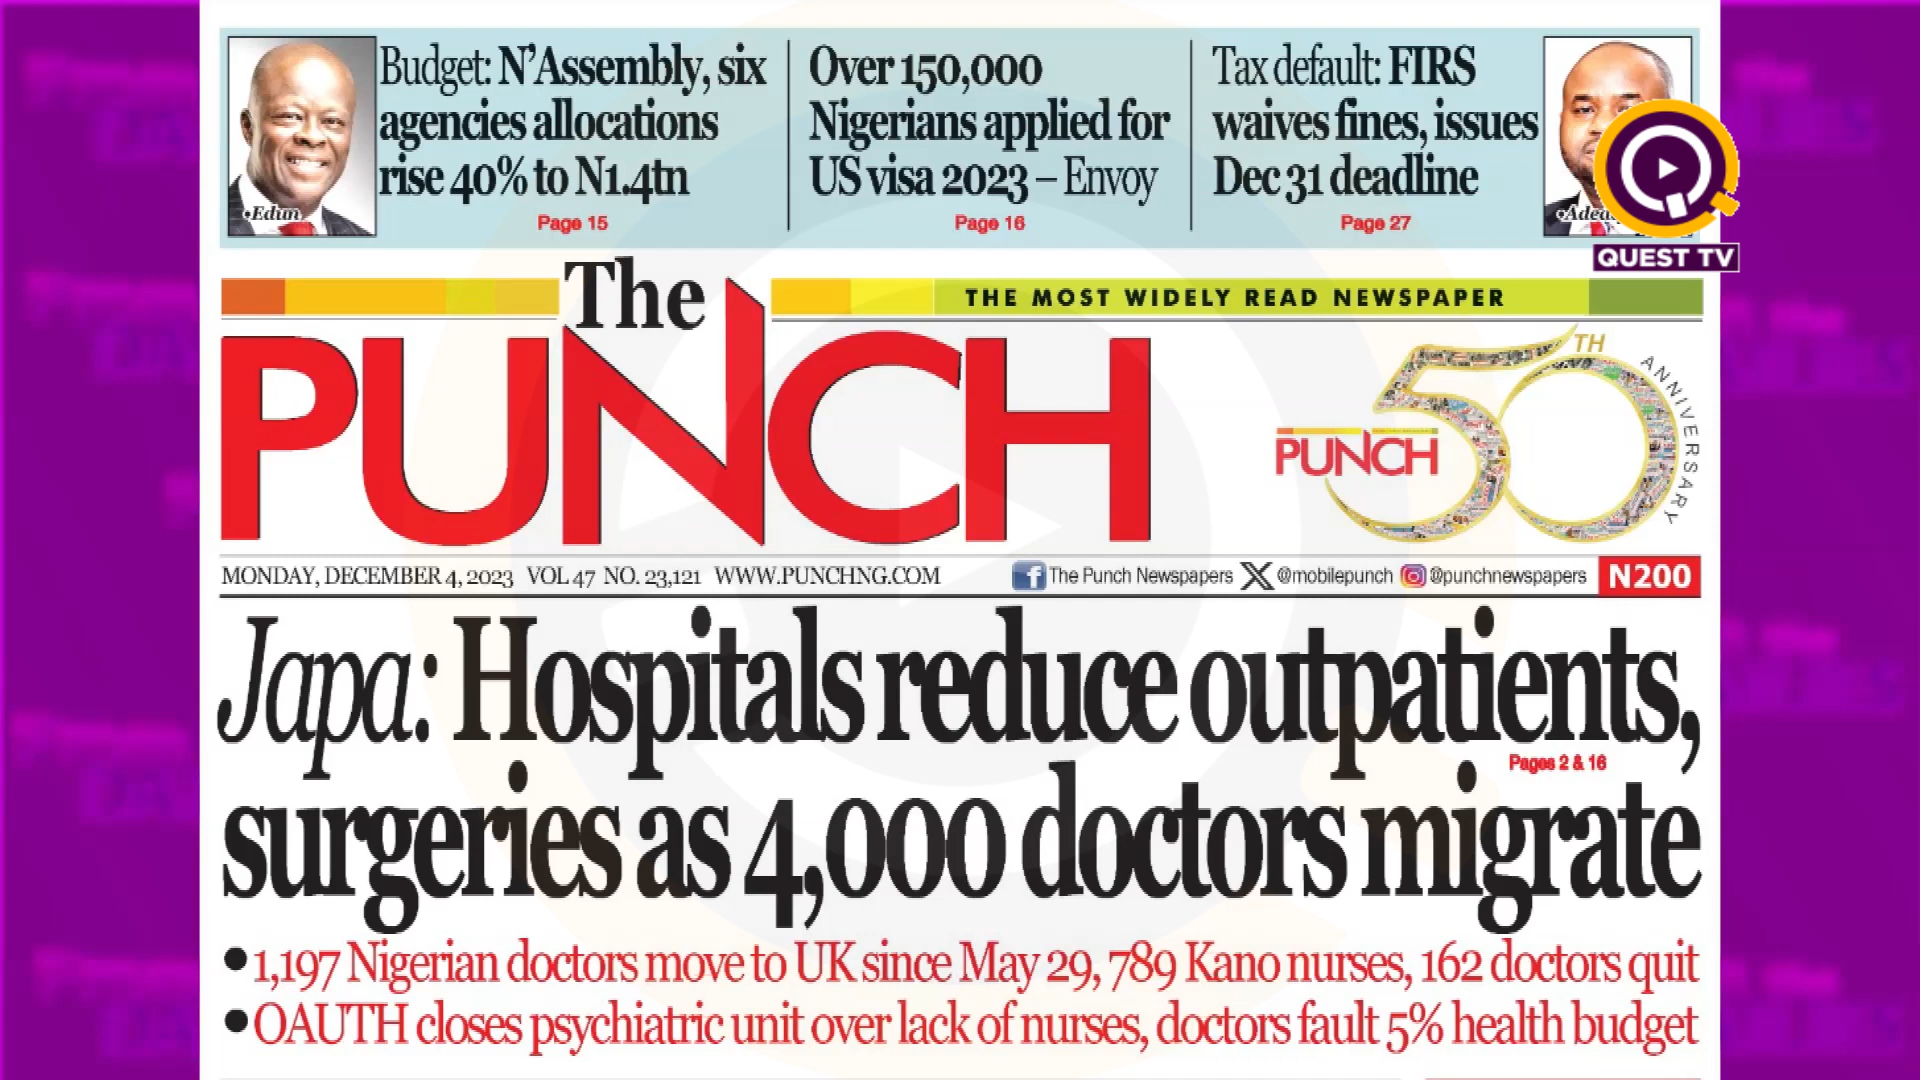 Budget: N'Assembly, six
agencies allocations
rise 40% to N1.4tn
Page 15
•Edun
Over 150,000
Nigerians applied for
US visa 2023 – Envoy
Page 16
Tax default: FIRS
waives fines, issues
Dec 31 deadline
Page 27
QUEST TV
The
PUNCH
THE MOST WIDELY READ NEWSPAPER
PUNCH
50TH
ANNIVERSARY
MONDAY, DECEMBER 4, 2023 VOL 47 NO. 23,121 WWW.PUNCHNG.COM
The Punch Newspapers @mobilepunch @punchnewspapers N200
Japa: Hospitals reduce outpatients,
Pages 2 & 16
surgeries as 4,000 doctors migrate
•1,197 Nigerian doctors move to UK since May 29, 789 Kano nurses, 162 doctors quit
•OAUTH closes psychiatric unit over lack of nurses, doctors fault 5% health budget